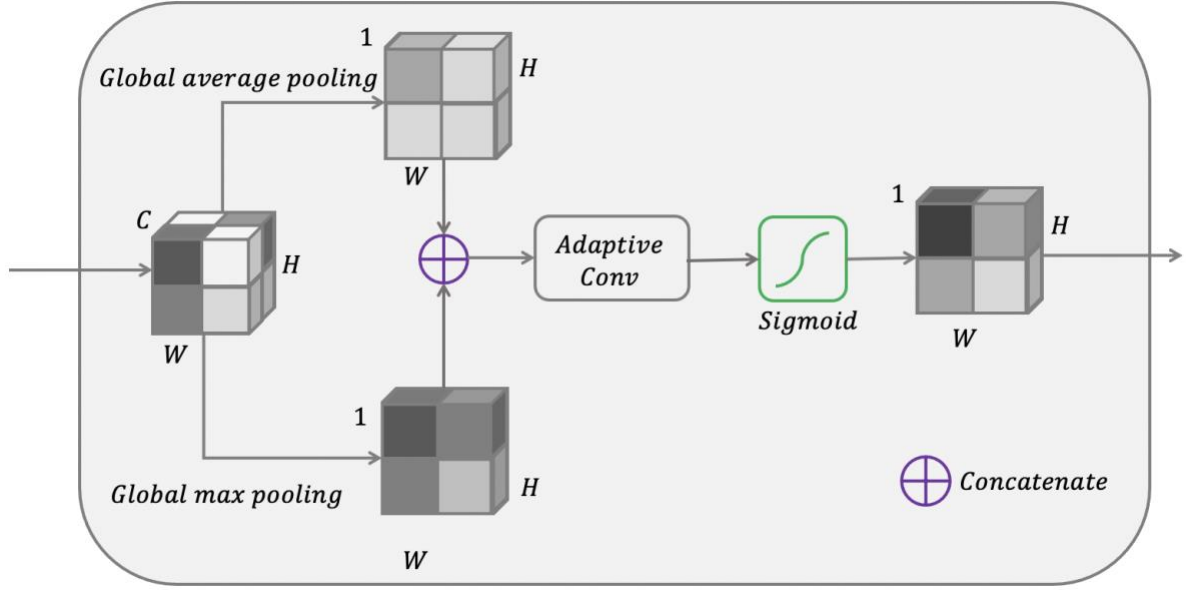 1
H
Global average pooling
W
C
H
W
Adaptive
Conv
Sigmoid
1
H
W
1
H
Global max pooling
W
Concatenate